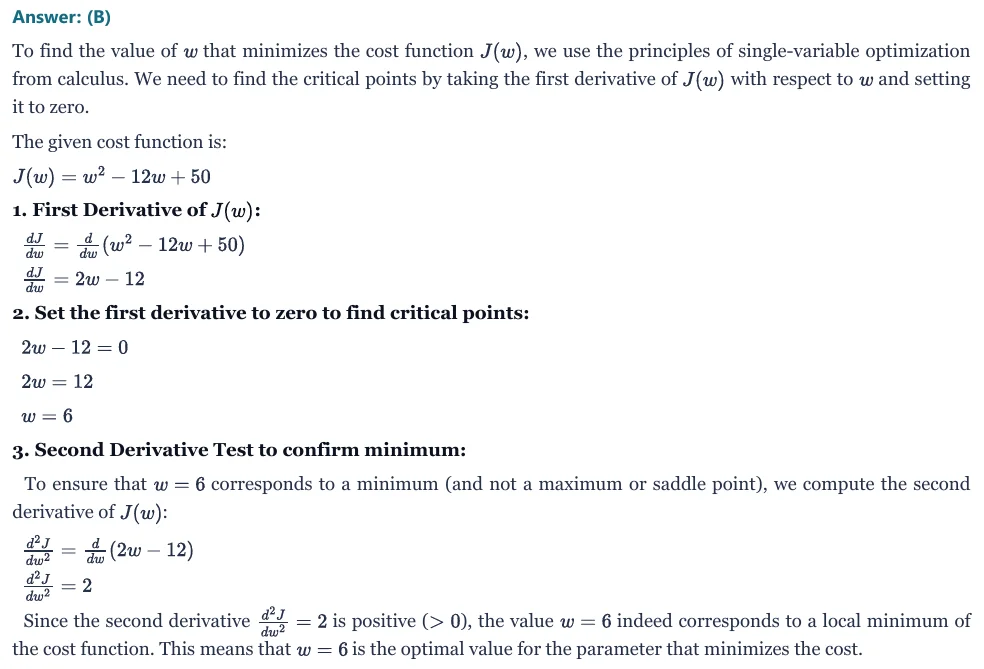 Answer: (B)
To find the value of w that minimizes the cost function J(w), we use the principles of single-variable optimization
from calculus. We need to find the critical points by taking the first derivative of J(w) with respect to w and setting
it to zero.
The given cost function is:
J(w) = w² − 12w + 50
1. First Derivative of J(w):
dJ/dw = d/dw (w² − 12w + 50)
dJ/dw = 2w − 12
2. Set the first derivative to zero to find critical points:
2w − 12 = 0
2w = 12
w = 6
3. Second Derivative Test to confirm minimum:
To ensure that w = 6 corresponds to a minimum (and not a maximum or saddle point), we compute the second
derivative of J(w):
d²J/dw² = d/dw (2w − 12)
d²J/dw² = 2
Since the second derivative d²J/dw² = 2 is positive (> 0), the value w = 6 indeed corresponds to a local minimum of
the cost function. This means that w = 6 is the optimal value for the parameter that minimizes the cost.